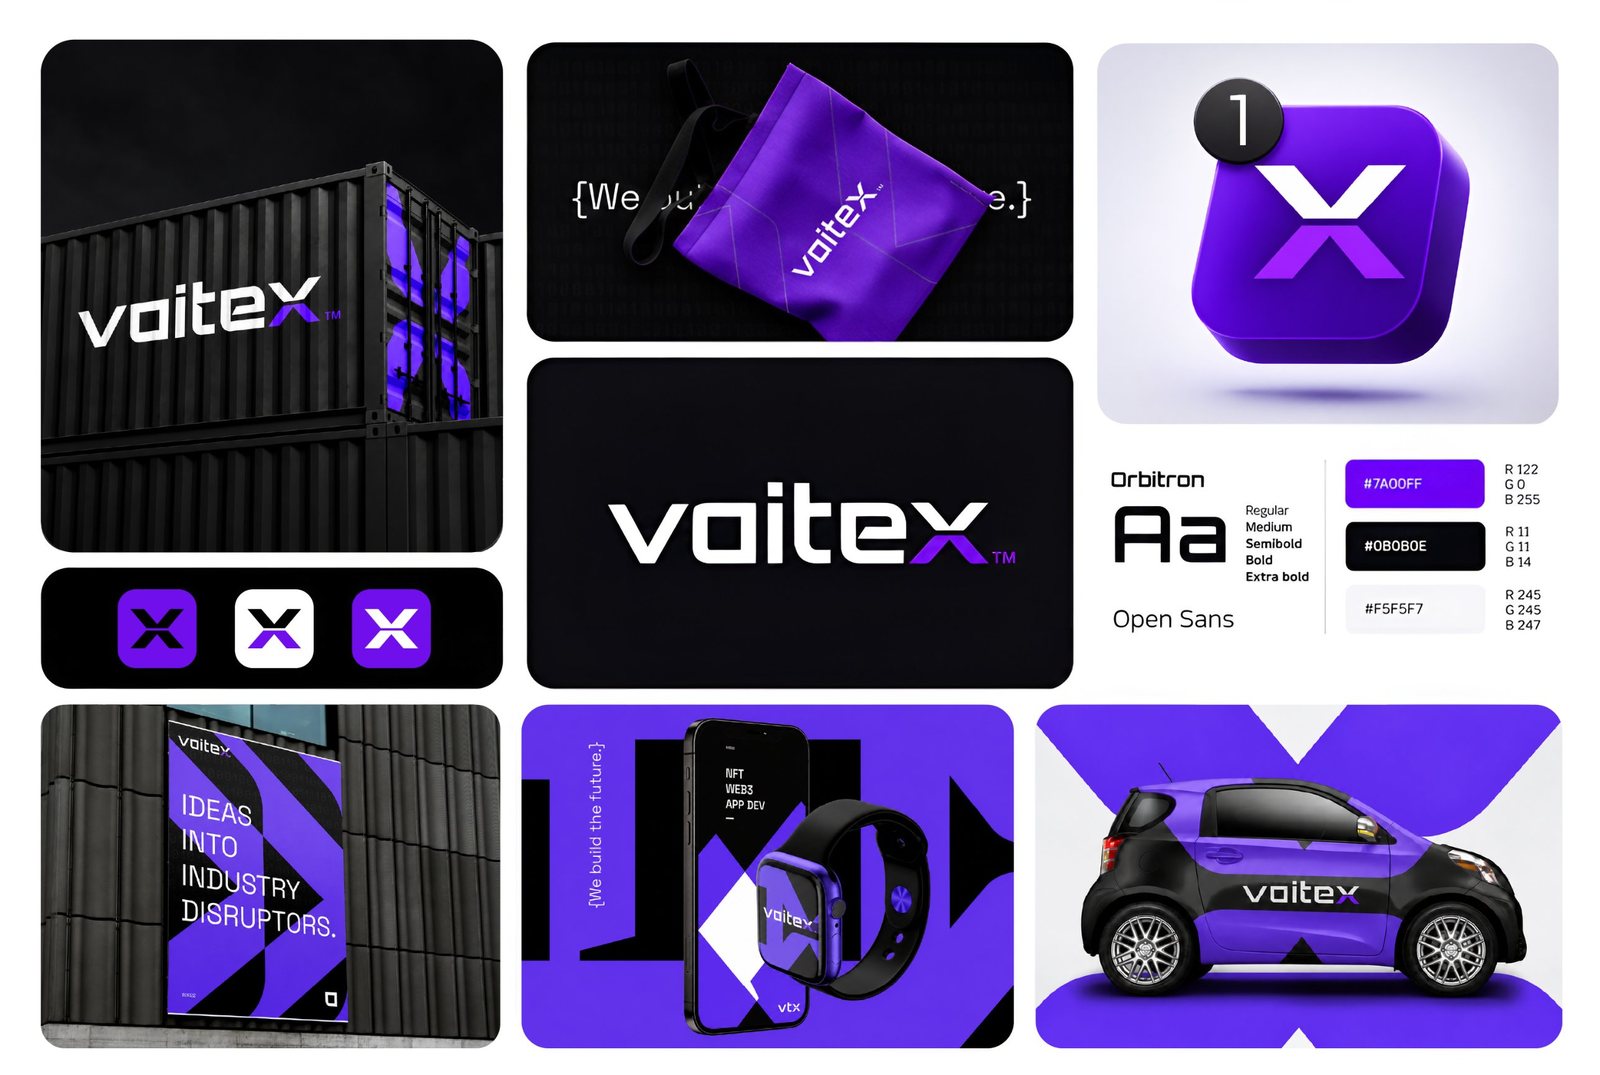 voitex™
{We bu
e.}
voitex™
1
X
voitex™
Orbitron
Aa
Regular
Medium
Semibold
Bold
Extra bold
Open Sans
#7A00FF
R 122
G 0
B 255
#0B0B0E
R 11
G 11
B 14
#F5F5F7
R 245
G 245
B 247
X X X
voitex
IDEAS
INTO
INDUSTRY
DISRUPTORS.
{We build the future.}
NFT
WEB3
APP DEV
vtx
voitex
voitex